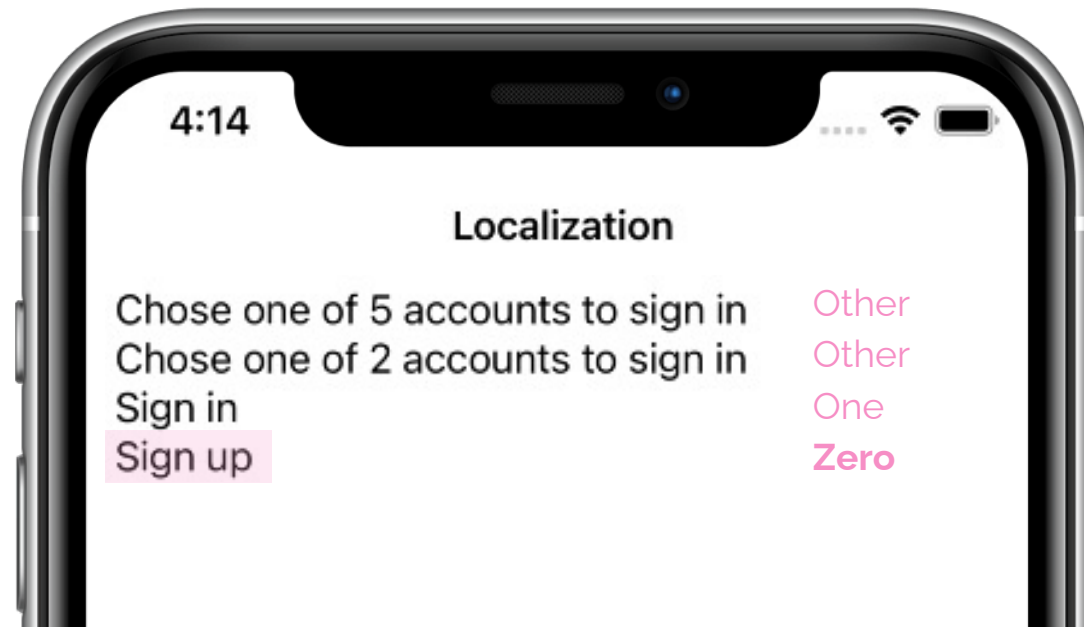 4:14
Localization
Chose one of 5 accounts to sign in Other
Chose one of 2 accounts to sign in Other
Sign in One
Sign up Zero